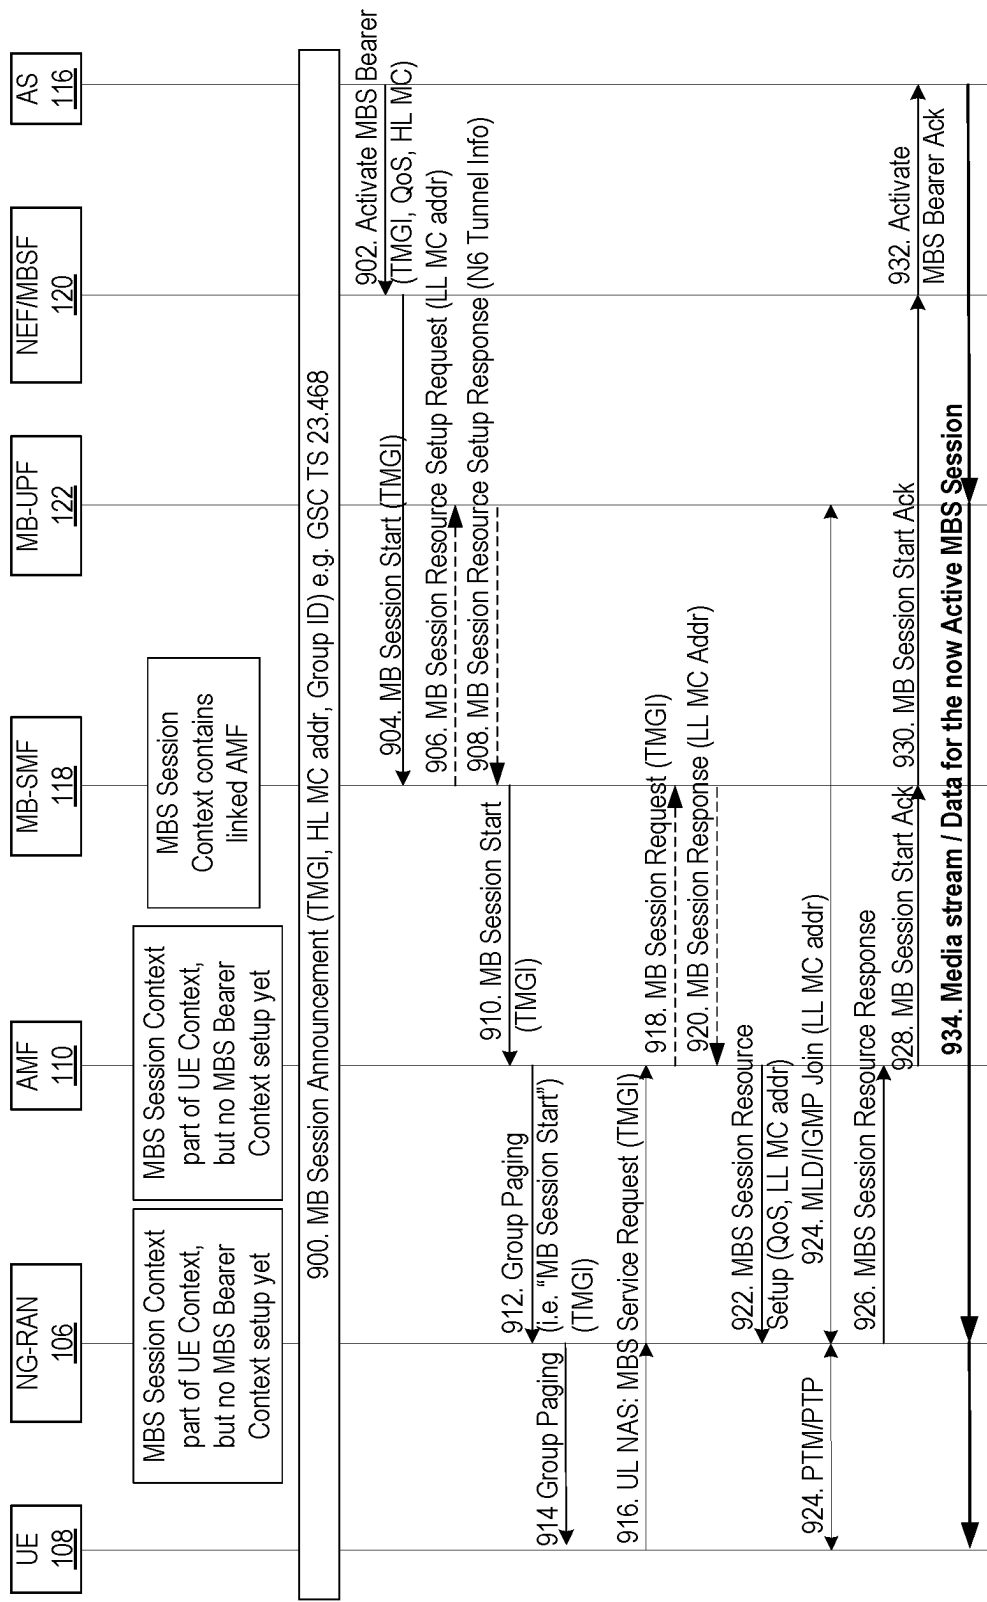 UE
108
NG-RAN
106
AMF
110
MB-SMF
118
MB-UPF
122
NEF/MBSF
120
AS
116
MBS Session Context
part of UE Context,
but no MBS Bearer
Context setup yet
MBS Session Context
part of UE Context,
but no MBS Bearer
Context setup yet
MBS Session
Context contains
linked AMF
900. MB Session Announcement (TMGI, HL MC addr, Group ID) e.g. GSC TS 23.468
902. Activate MBS Bearer
(TMGI, QoS, HL MC)
904. MB Session Start (TMGI)
906. MB Session Resource Setup Request (LL MC addr)
908. MB Session Resource Setup Response (N6 Tunnel Info)
910. MB Session Start
(TMGI)
912. Group Paging
(i.e. “MB Session Start”)
(TMGI)
914 Group Paging
916. UL NAS: MBS Service Request (TMGI)
918. MB Session Request (TMGI)
920. MB Session Response (LL MC Addr)
922. MBS Session Resource
Setup (QoS, LL MC addr)
924. PTM/PTP
924. MLD/IGMP Join (LL MC addr)
926. MBS Session Resource Response
928. MB Session Start Ack
930. MB Session Start Ack
932. Activate
MBS Bearer Ack
934. Media stream / Data for the now Active MBS Session